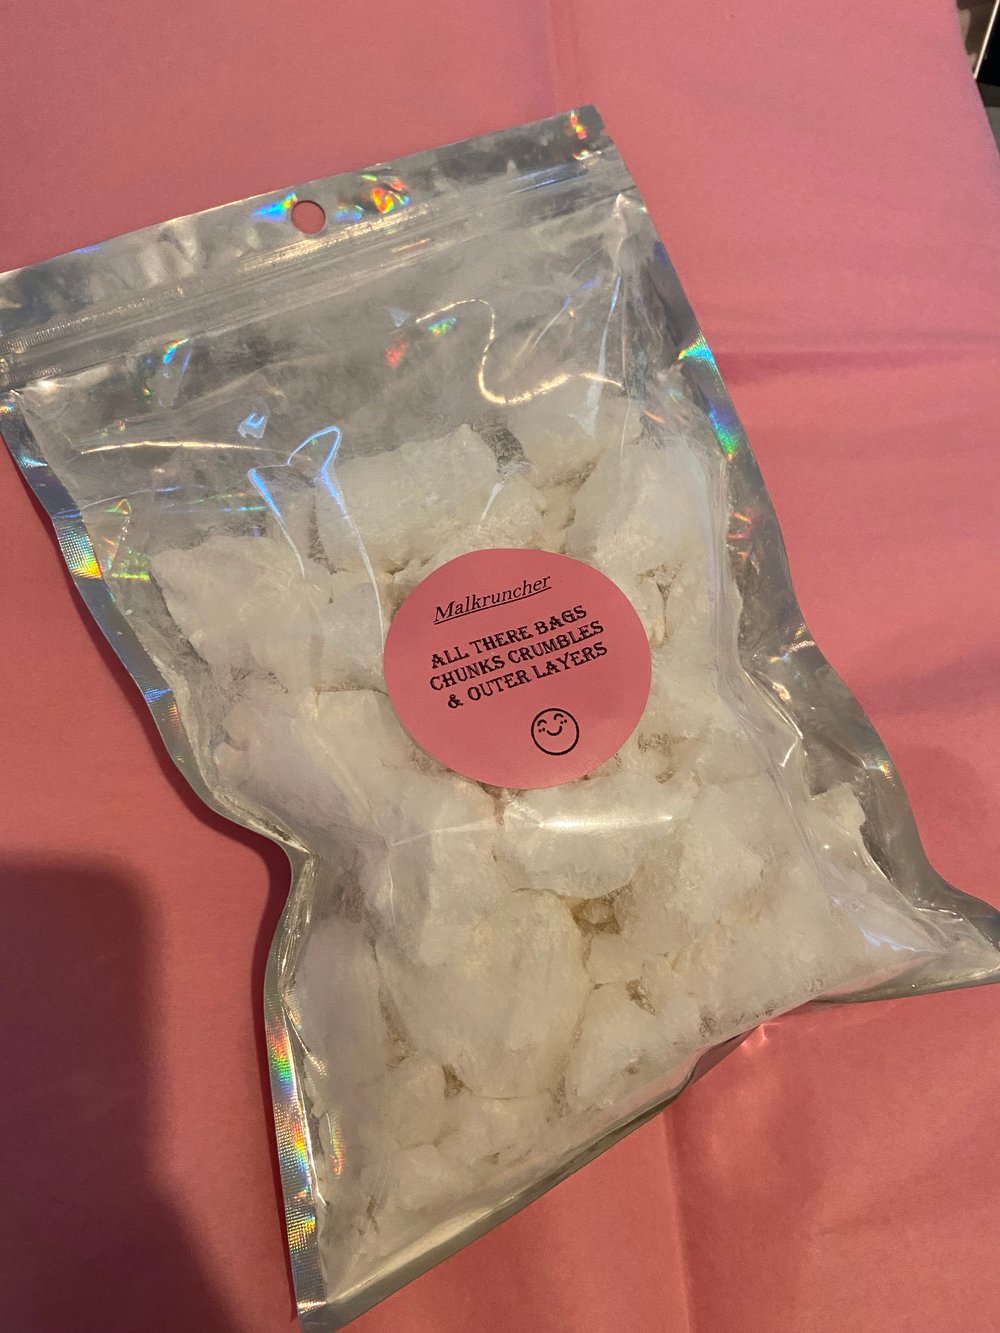 Malkruncher
ALL THERE BAGS
CHUNKS CRUMBLES
& OUTER LAYERS